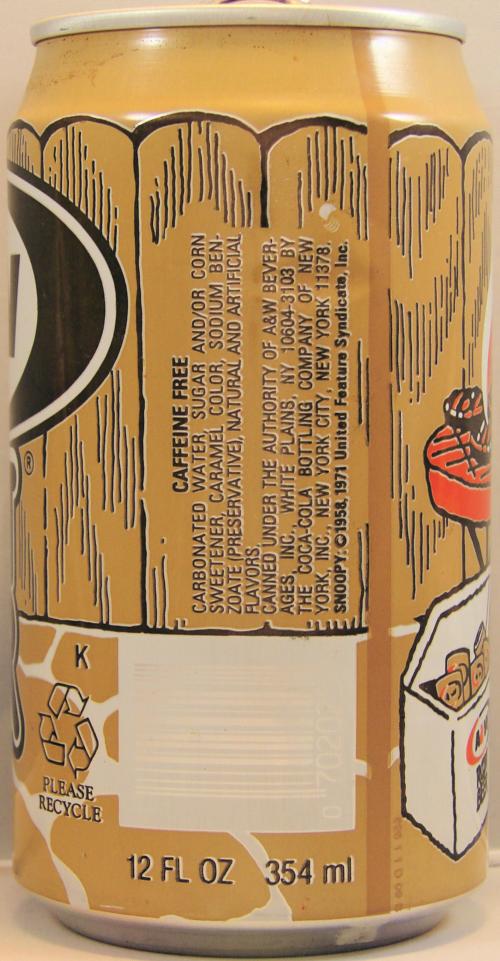 CAFFEINE FREE
CARBONATED WATER, SUGAR AND/OR CORN
SWEETENER, CARAMEL COLOR, SODIUM BEN-
ZOATE (PRESERVATIVE), NATURAL AND ARTIFICIAL
FLAVORS.
CANNED UNDER THE AUTHORITY OF A&W BEVER-
AGES, INC., WHITE PLAINS, NY 10604-3103 BY
THE COCA-COLA BOTTLING COMPANY OF NEW
YORK, INC., NEW YORK CITY, NEW YORK 11378.
SNOOPY: ©1958, 1971 United Feature Syndicate, Inc.
®
K
PLEASE
RECYCLE
12 FL OZ 354 ml